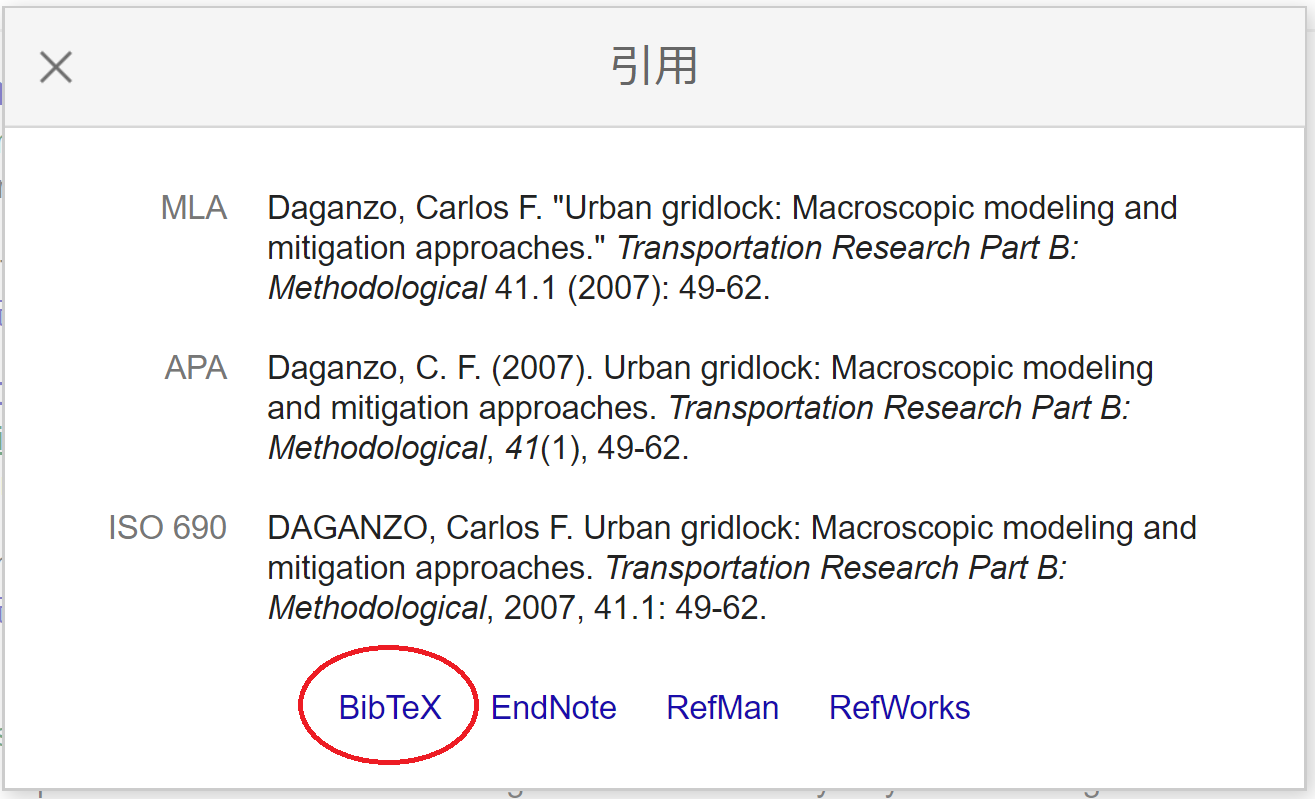 引用
MLA Daganzo, Carlos F. "Urban gridlock: Macroscopic modeling and
mitigation approaches." Transportation Research Part B:
Methodological 41.1 (2007): 49-62.
APA Daganzo, C. F. (2007). Urban gridlock: Macroscopic modeling
and mitigation approaches. Transportation Research Part B:
Methodological, 41(1), 49-62.
ISO 690 DAGANZO, Carlos F. Urban gridlock: Macroscopic modeling and
mitigation approaches. Transportation Research Part B:
Methodological, 2007, 41.1: 49-62.
BibTeX EndNote RefMan RefWorks